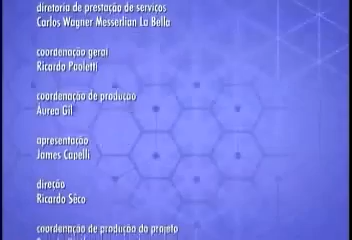 diretoria de prestação de serviços
Carlos Wagner Messerlian La Bella
coordenação geral
Ricardo Paoletti
coordenação de produção
Áurea Gil
apresentação
James Capelli
direção
Ricardo Sêco
coordenação de produção do projeto